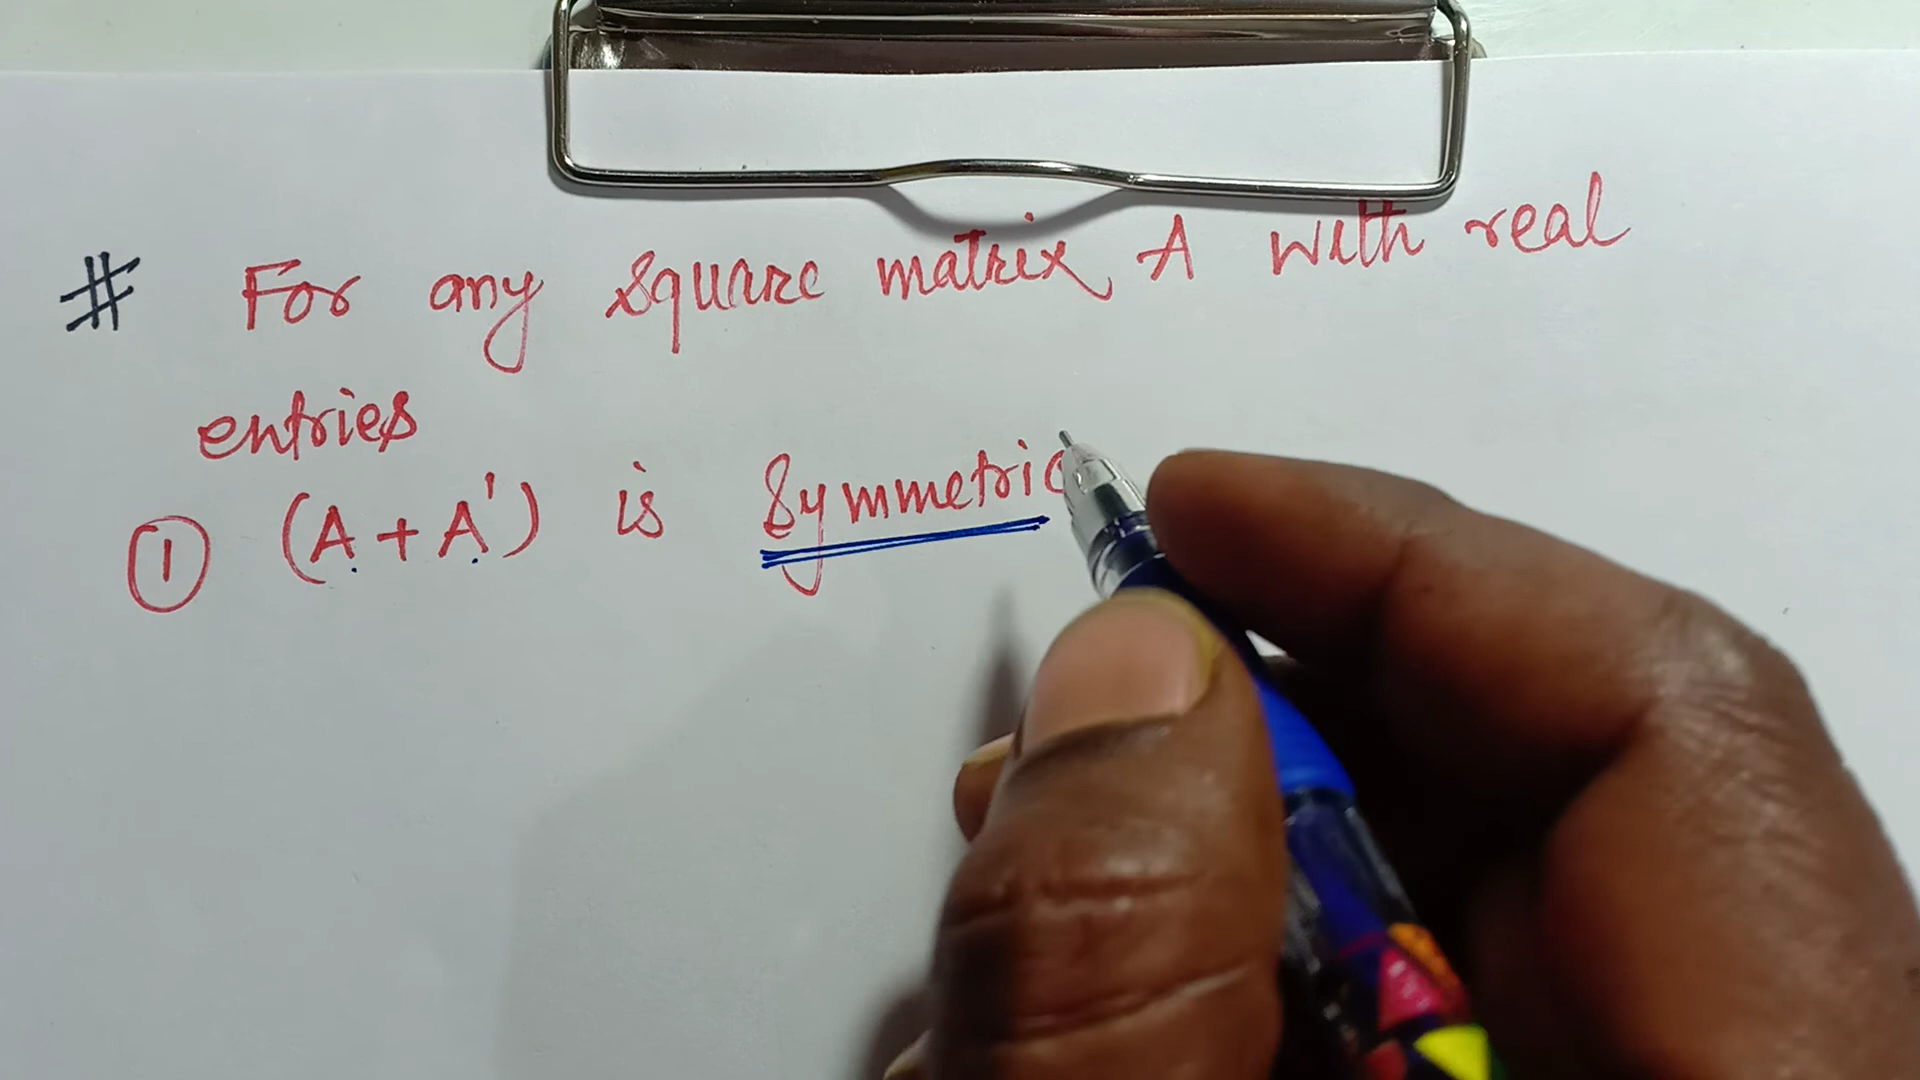 # For any square matrix A with real
entries
① (A + A') is Symmetric